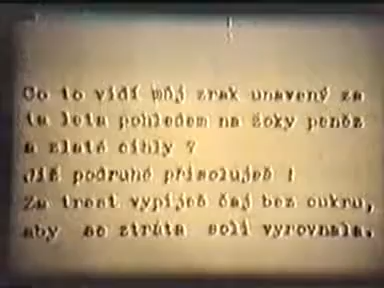 Co to vidí můj zrak unavený za
ta léta pohledem na žoky peněz
a zlaté cihly ?
Již podruhé přisoluješ !
Za trest vypiješ čaj bez cukru,
aby se ztráta soli vyrovnala.